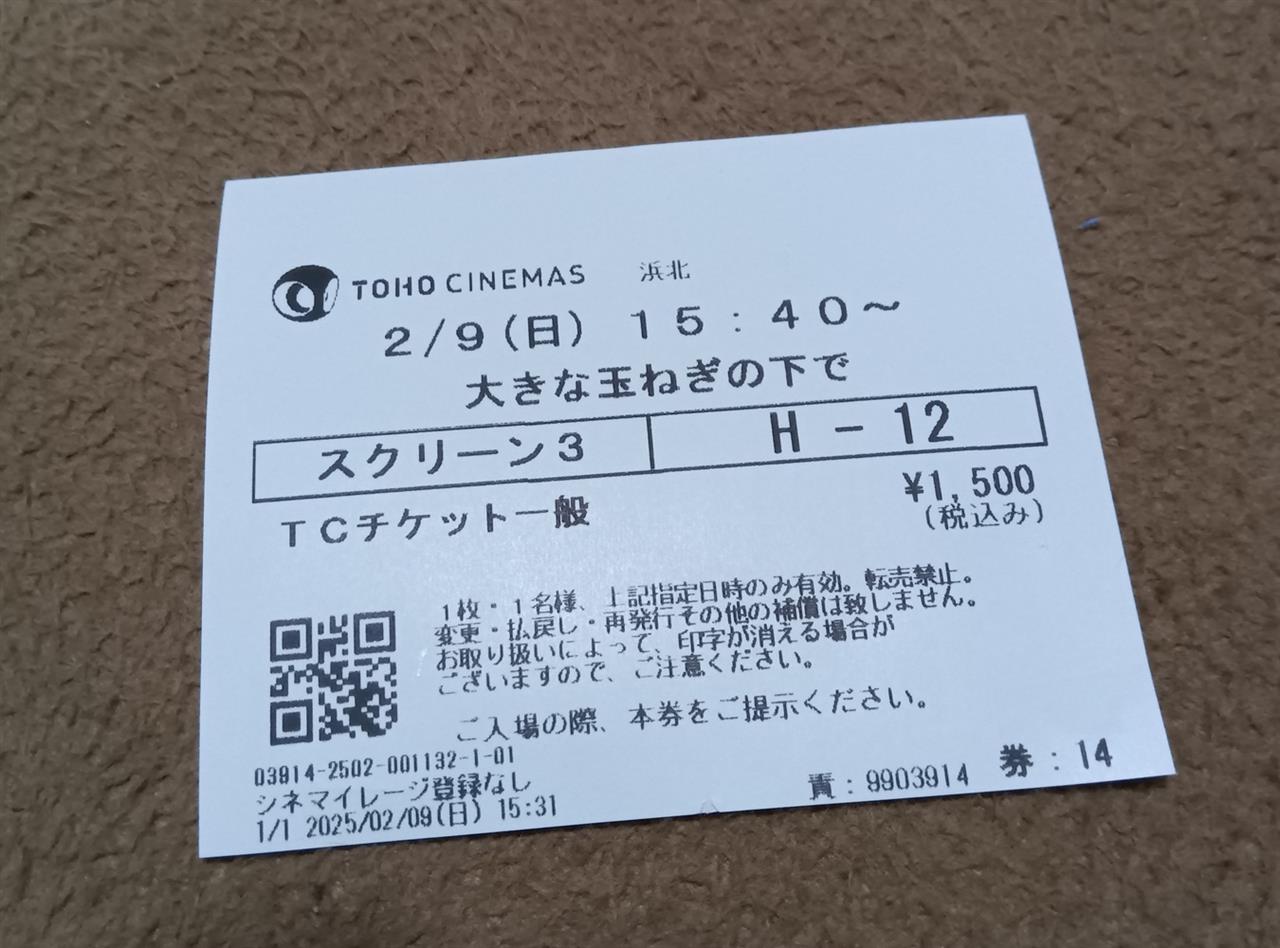 TOHO CINEMAS 浜北
2/9(日) 15:40～
大きな玉ねぎの下で
スクリーン3 H-12
TCチケット一般 ¥1,500
(税込み)
1枚・1名様、上記指定日時のみ有効。転売禁止。
変更・払戻し・再発行その他の補償は致しません。
お取り扱いによって、印字が消える場合が
ございますので、ご注意ください。
ご入場の際、本券をご提示ください。
03914-2502-001132-1-01
シネマイレージ登録なし
1/1 2025/02/09(日) 15:31 責:9903914 券:14